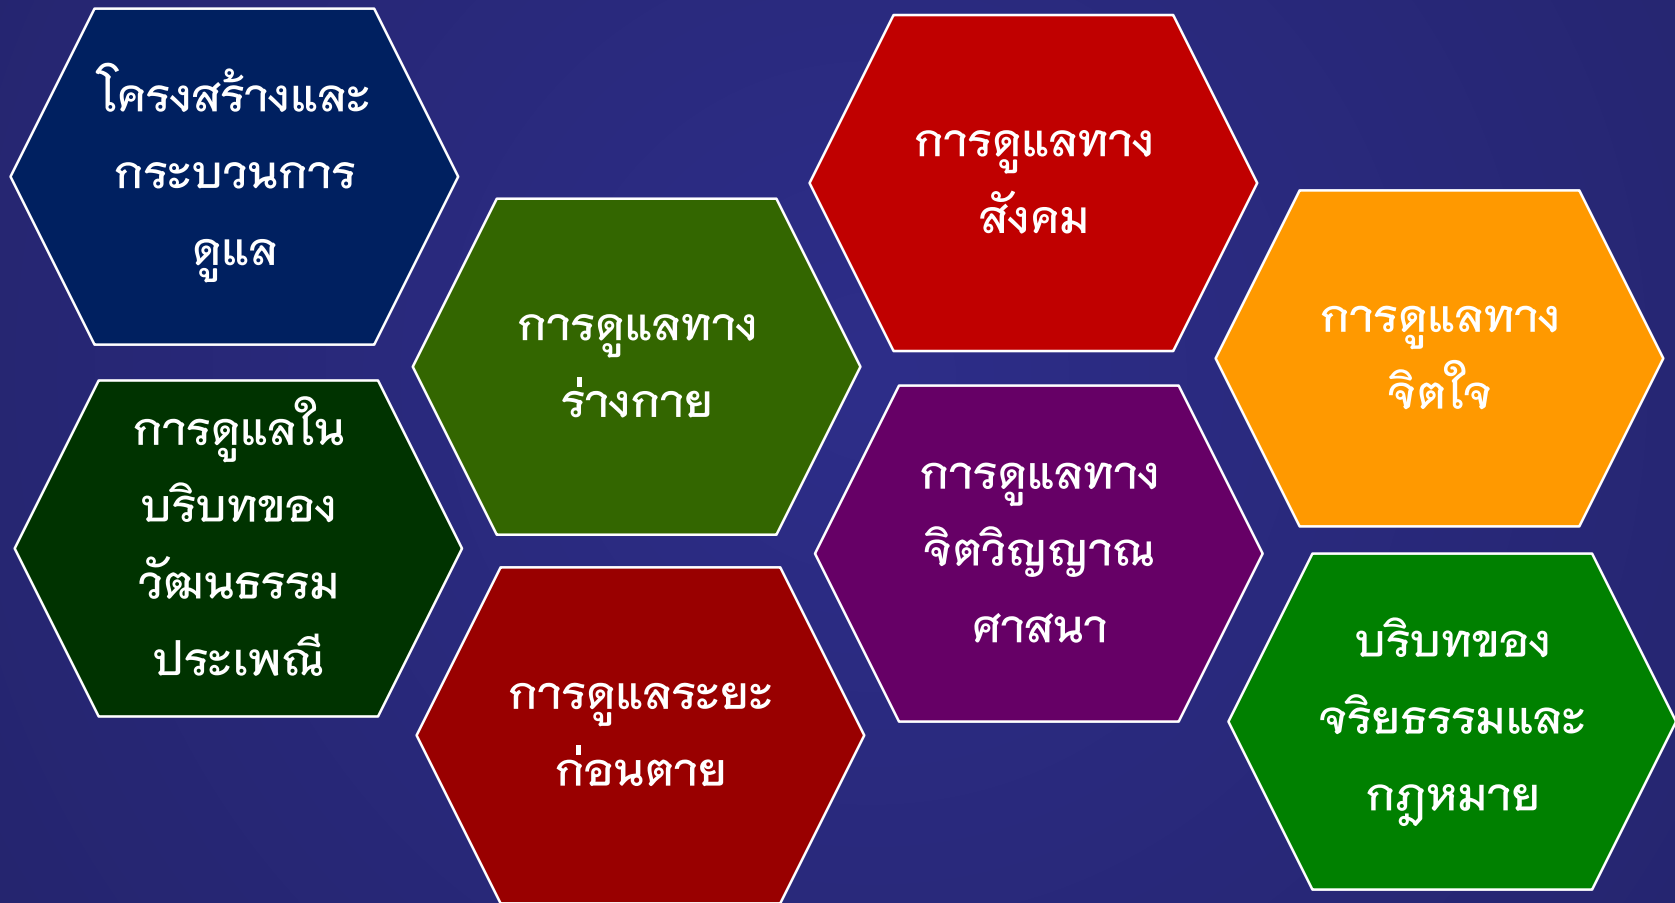 โครงสร้างและ
กระบวนการ
ดูแล
การดูแลทาง
ร่างกาย
การดูแลทาง
สังคม
การดูแลทาง
จิตใจ
การดูแลใน
บริบทของ
วัฒนธรรม
ประเพณี
การดูแลระยะ
ก่อนตาย
การดูแลทาง
จิตวิญญาณ
ศาสนา
บริบทของ
จริยธรรมและ
กฎหมาย